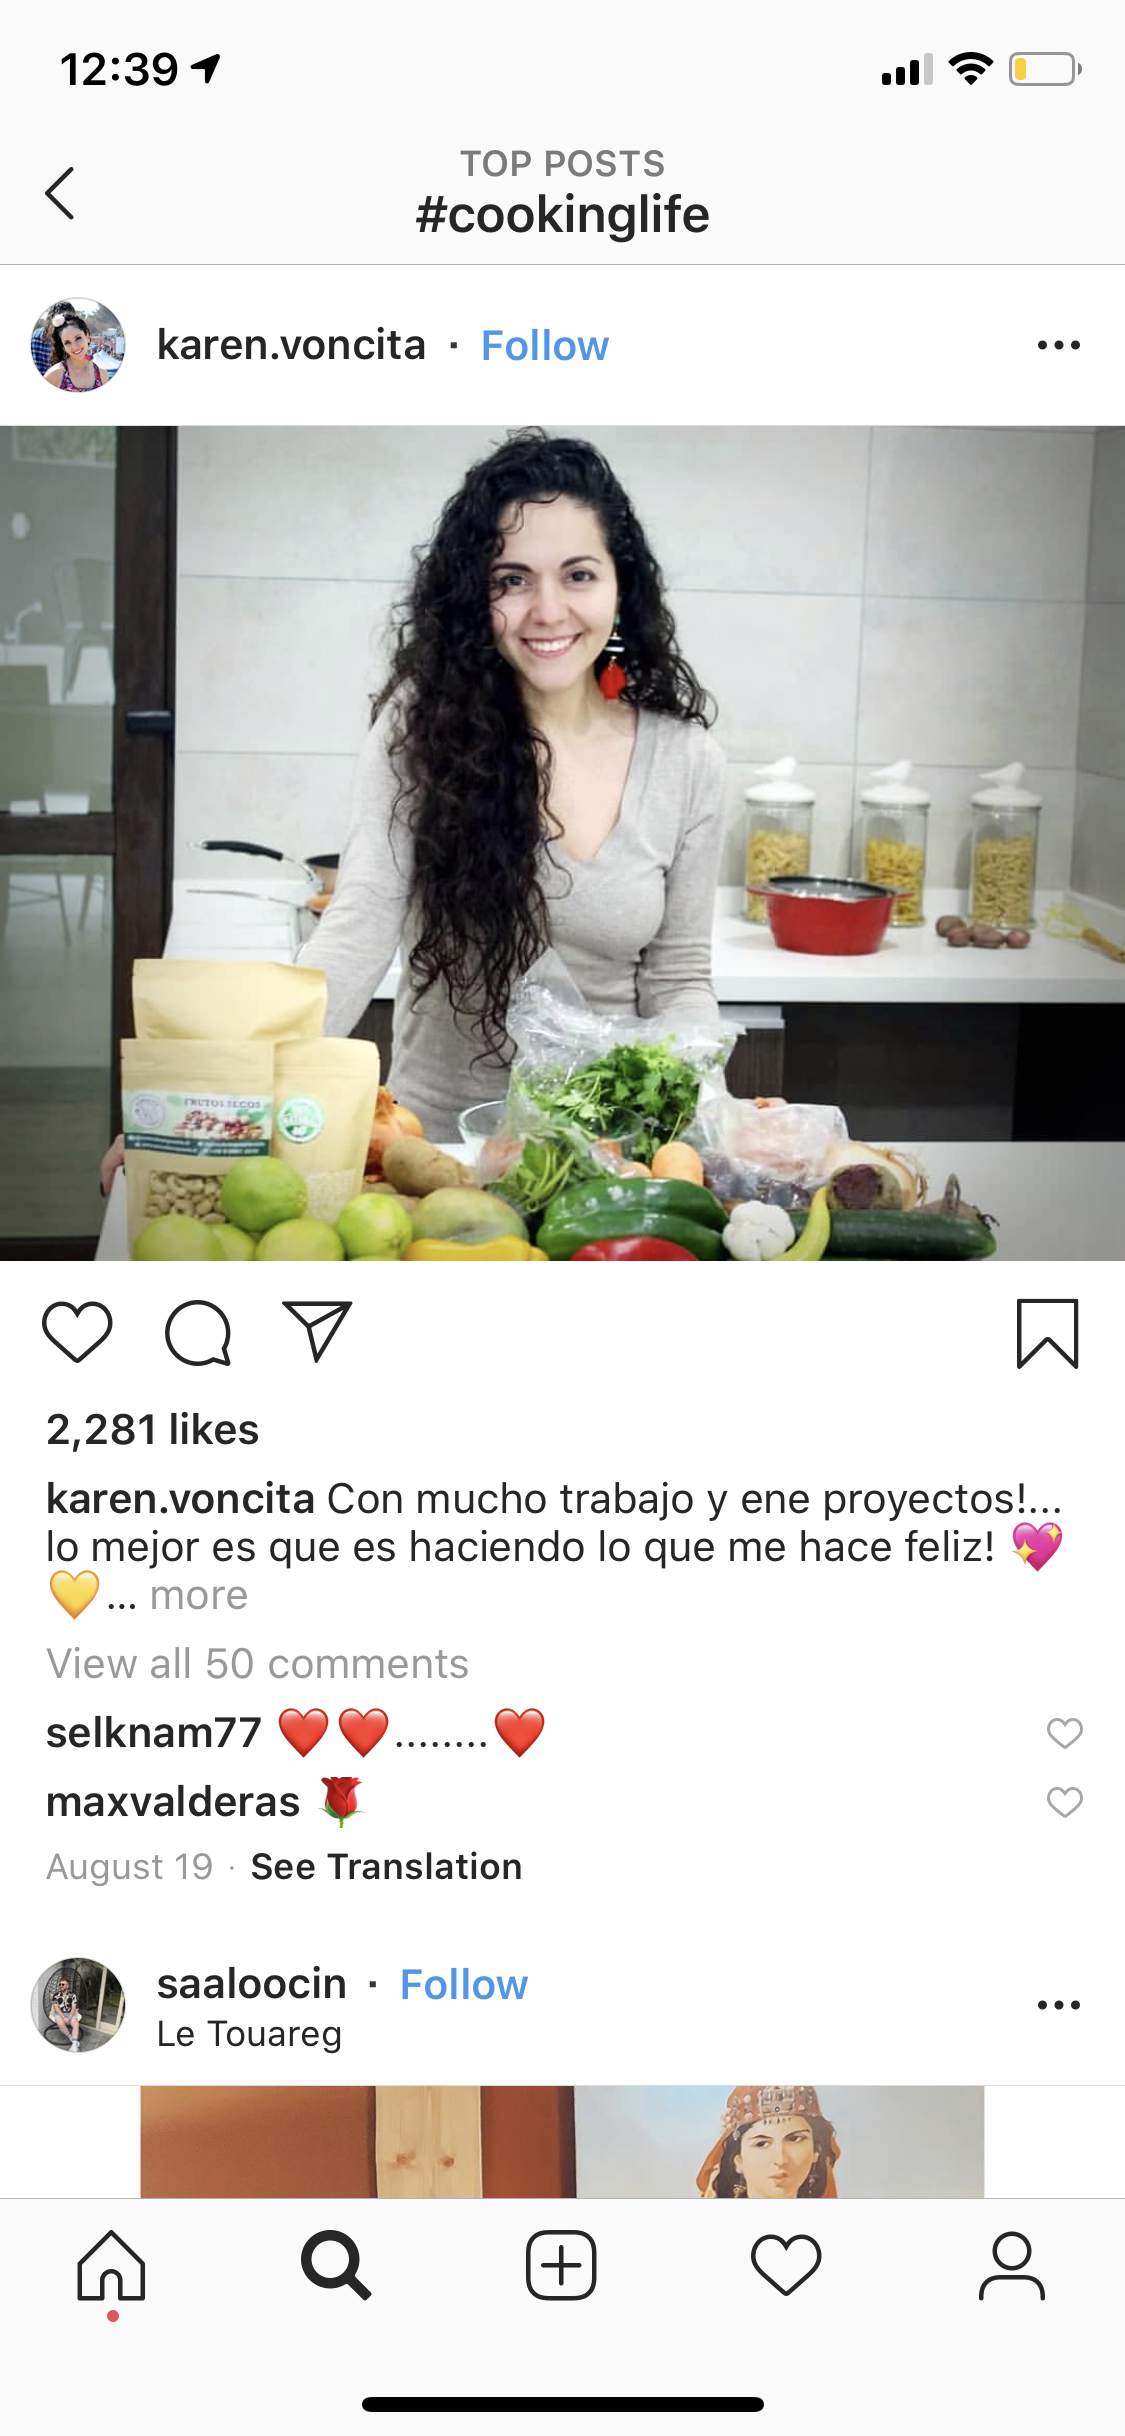 12:39
TOP POSTS
#cookinglife
karen.voncita · Follow
FRUTOS SECOS
2,281 likes
karen.voncita Con mucho trabajo y ene proyectos!...
lo mejor es que es haciendo lo que me hace feliz! 💖
💛... more
View all 50 comments
selknam77 ❤️❤️........❤️
maxvalderas 🌹
August 19 · See Translation
saaloocin · Follow
Le Touareg